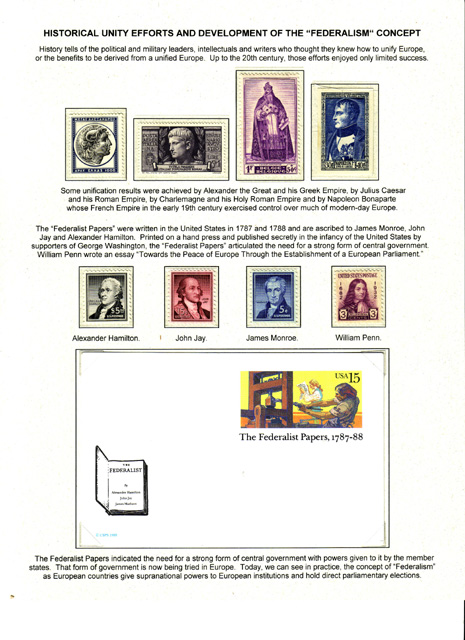 HISTORICAL UNITY EFFORTS AND DEVELOPMENT OF THE "FEDERALISM" CONCEPT
History tells of the political and military leaders, intellectuals and writers who thought they knew how to unify Europe,
or the benefits to be derived from a unified Europe. Up to the 20th century, those efforts enjoyed only limited success.
Some unification results were achieved by Alexander the Great and his Greek Empire, by Julius Caesar
and his Roman Empire, by Charlemagne and his Holy Roman Empire and by Napoleon Bonaparte
whose French Empire in the early 19th century exercised control over much of modern-day Europe.
The "Federalist Papers" were written in the United States in 1787 and 1788 and are ascribed to James Monroe, John
Jay and Alexander Hamilton. Printed on a hand press and published secretly in the infancy of the United States by
supporters of George Washington, the "Federalist Papers" articulated the need for a strong form of central government.
William Penn wrote an essay "Towards the Peace of Europe Through the Establishment of a European Parliament."
$5
5¢
UNITED STATES POSTAGE
3 3
Alexander Hamilton.
John Jay.
James Monroe.
William Penn.
USA 15
The Federalist Papers, 1787-88
THE
FEDERALIST
By
Alexander Hamilton
John Jay
James Madison
The Federalist Papers indicated the need for a strong form of central government with powers given to it by the member
states. That form of government is now being tried in Europe. Today, we can see in practice, the concept of "Federalism"
as European countries give supranational powers to European institutions and hold direct parliamentary elections.